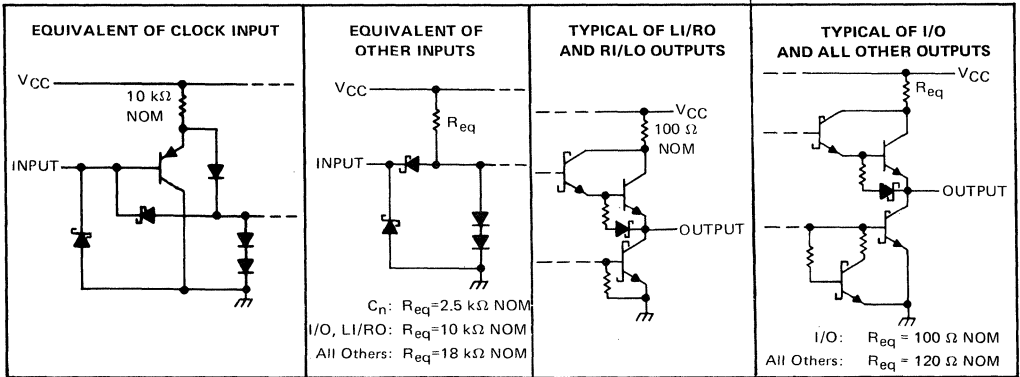 EQUIVALENT OF CLOCK INPUT
VCC
10 kΩ
NOM
INPUT
EQUIVALENT OF
OTHER INPUTS
VCC
Req
INPUT
Cn: Req=2.5 kΩ NOM
I/O, LI/RO: Req=10 kΩ NOM
All Others: Req=18 kΩ NOM
TYPICAL OF LI/RO
AND RI/LO OUTPUTS
VCC
100 Ω
NOM
OUTPUT
TYPICAL OF I/O
AND ALL OTHER OUTPUTS
VCC
Req
OUTPUT
I/O: Req = 100 Ω NOM
All Others: Req = 120 Ω NOM